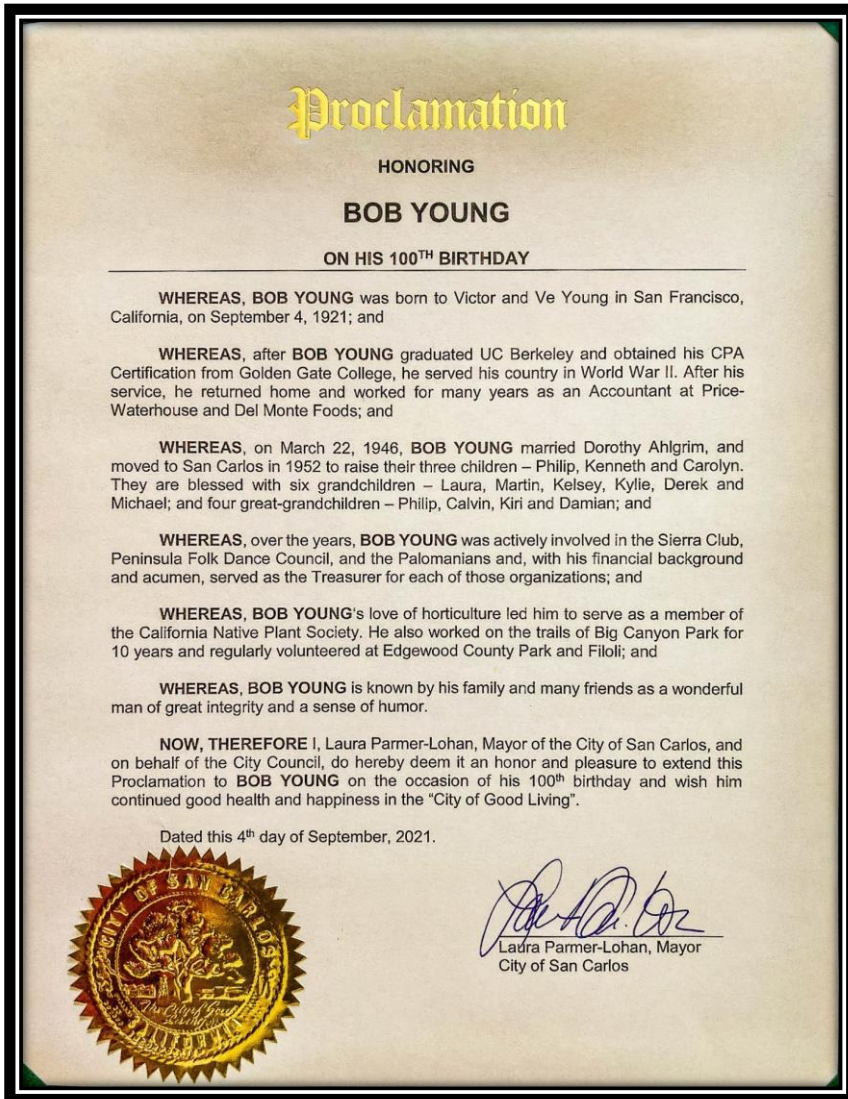 Proclamation
HONORING
BOB YOUNG
ON HIS 100TH BIRTHDAY
WHEREAS, BOB YOUNG was born to Victor and Ve Young in San Francisco,
California, on September 4, 1921; and
WHEREAS, after BOB YOUNG graduated UC Berkeley and obtained his CPA
Certification from Golden Gate College, he served his country in World War II. After his
service, he returned home and worked for many years as an Accountant at Price-
Waterhouse and Del Monte Foods; and
WHEREAS, on March 22, 1946, BOB YOUNG married Dorothy Ahlgrim, and
moved to San Carlos in 1952 to raise their three children – Philip, Kenneth and Carolyn.
They are blessed with six grandchildren – Laura, Martin, Kelsey, Kylie, Derek and
Michael; and four great-grandchildren – Philip, Calvin, Kiri and Damian; and
WHEREAS, over the years, BOB YOUNG was actively involved in the Sierra Club,
Peninsula Folk Dance Council, and the Palomanians and, with his financial background
and acumen, served as the Treasurer for each of those organizations; and
WHEREAS, BOB YOUNG's love of horticulture led him to serve as a member of
the California Native Plant Society. He also worked on the trails of Big Canyon Park for
10 years and regularly volunteered at Edgewood County Park and Filoli; and
WHEREAS, BOB YOUNG is known by his family and many friends as a wonderful
man of great integrity and a sense of humor.
NOW, THEREFORE I, Laura Parmer-Lohan, Mayor of the City of San Carlos, and
on behalf of the City Council, do hereby deem it an honor and pleasure to extend this
Proclamation to BOB YOUNG on the occasion of his 100th birthday and wish him
continued good health and happiness in the “City of Good Living”.
Dated this 4th day of September, 2021.
CITY OF SAN CARLOS
The City of Good
Living
CALIFORNIA
Laura Parmer-Lohan, Mayor
City of San Carlos